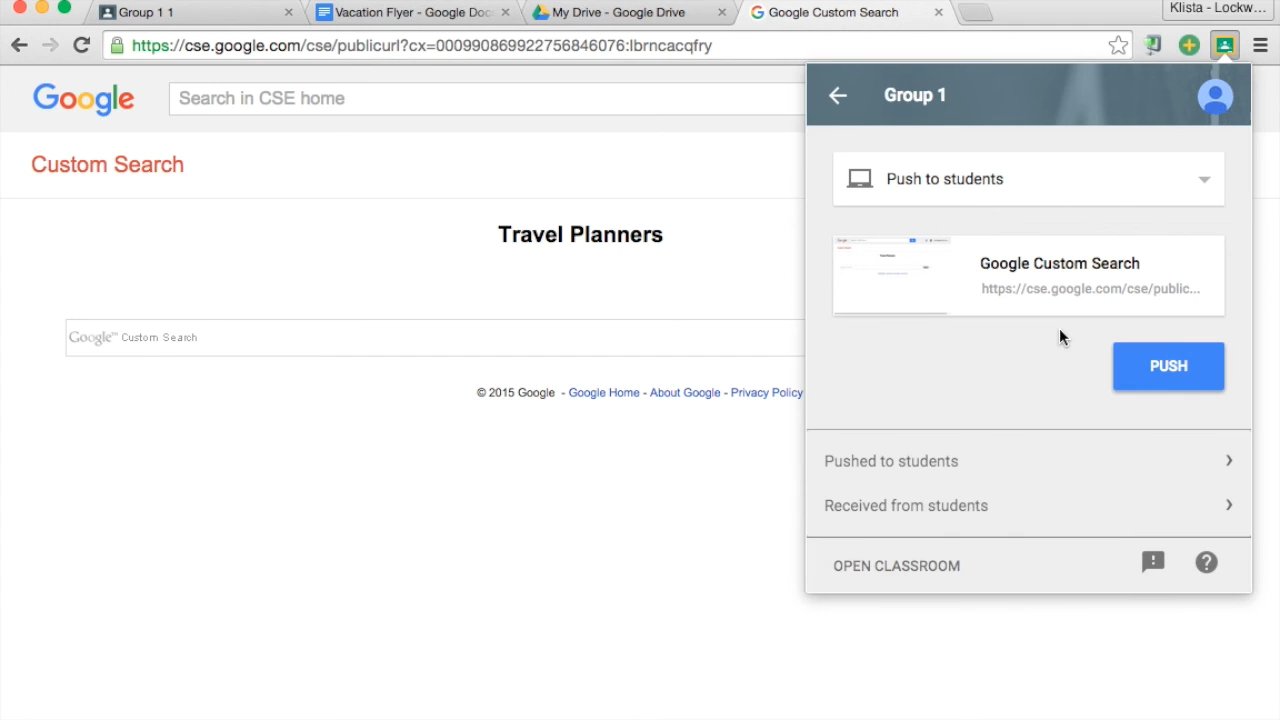 Group 1 1
Vacation Flyer - Google Doc
My Drive - Google Drive
Google Custom Search
Klista - Lockw...
https://cse.google.com/cse/publicurl?cx=000990869922756846076:lbrncacqfry
Google
Search in CSE home
Custom Search
Travel Planners
Google™ Custom Search
© 2015 Google - Google Home - About Google - Privacy Policy
Group 1
Push to students
Google Custom Search
https://cse.google.com/cse/public...
PUSH
Pushed to students
Received from students
OPEN CLASSROOM